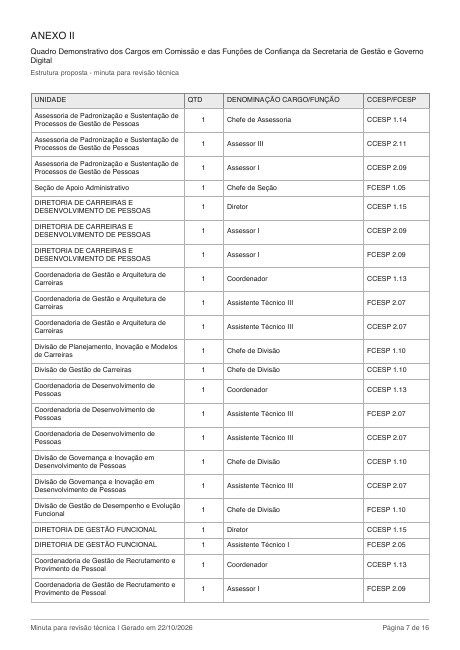 ANEXO II
Quadro Demonstrativo dos Cargos em Comissão e das Funções de Confiança da Secretaria de Gestão e Governo
Digital
Estrutura proposta - minuta para revisão técnica
UNIDADE QTD DENOMINAÇÃO CARGO/FUNÇÃO CCESP/FCESP
Assessoria de Padronização e Sustentação de
Processos de Gestão de Pessoas 1 Chefe de Assessoria CCESP 1.14
Assessoria de Padronização e Sustentação de
Processos de Gestão de Pessoas 1 Assessor III CCESP 2.11
Assessoria de Padronização e Sustentação de
Processos de Gestão de Pessoas 1 Assessor I CCESP 2.09
Seção de Apoio Administrativo 1 Chefe de Seção FCESP 1.05
DIRETORIA DE CARREIRAS E
DESENVOLVIMENTO DE PESSOAS 1 Diretor CCESP 1.15
DIRETORIA DE CARREIRAS E
DESENVOLVIMENTO DE PESSOAS 1 Assessor I CCESP 2.09
DIRETORIA DE CARREIRAS E
DESENVOLVIMENTO DE PESSOAS 1 Assessor I FCESP 2.09
Coordenadoria de Gestão e Arquitetura de
Carreiras 1 Coordenador CCESP 1.13
Coordenadoria de Gestão e Arquitetura de
Carreiras 1 Assistente Técnico III FCESP 2.07
Coordenadoria de Gestão e Arquitetura de
Carreiras 1 Assistente Técnico III CCESP 2.07
Divisão de Planejamento, Inovação e Modelos
de Carreiras 1 Chefe de Divisão FCESP 1.10
Divisão de Gestão de Carreiras 1 Chefe de Divisão CCESP 1.10
Coordenadoria de Desenvolvimento de
Pessoas 1 Coordenador CCESP 1.13
Coordenadoria de Desenvolvimento de
Pessoas 1 Assistente Técnico III FCESP 2.07
Coordenadoria de Desenvolvimento de
Pessoas 1 Assistente Técnico III CCESP 2.07
Divisão de Governança e Inovação em
Desenvolvimento de Pessoas 1 Chefe de Divisão CCESP 1.10
Divisão de Governança e Inovação em
Desenvolvimento de Pessoas 1 Assistente Técnico III CCESP 2.07
Divisão de Gestão de Desempenho e Evolução
Funcional 1 Chefe de Divisão FCESP 1.10
DIRETORIA DE GESTÃO FUNCIONAL 1 Diretor CCESP 1.15
DIRETORIA DE GESTÃO FUNCIONAL 1 Assistente Técnico I FCESP 2.05
Coordenadoria de Gestão de Recrutamento e
Provimento de Pessoal 1 Coordenador CCESP 1.13
Coordenadoria de Gestão de Recrutamento e
Provimento de Pessoal 1 Assessor I FCESP 2.09
Minuta para revisão técnica | Gerado em 22/10/2026 Página 7 de 16